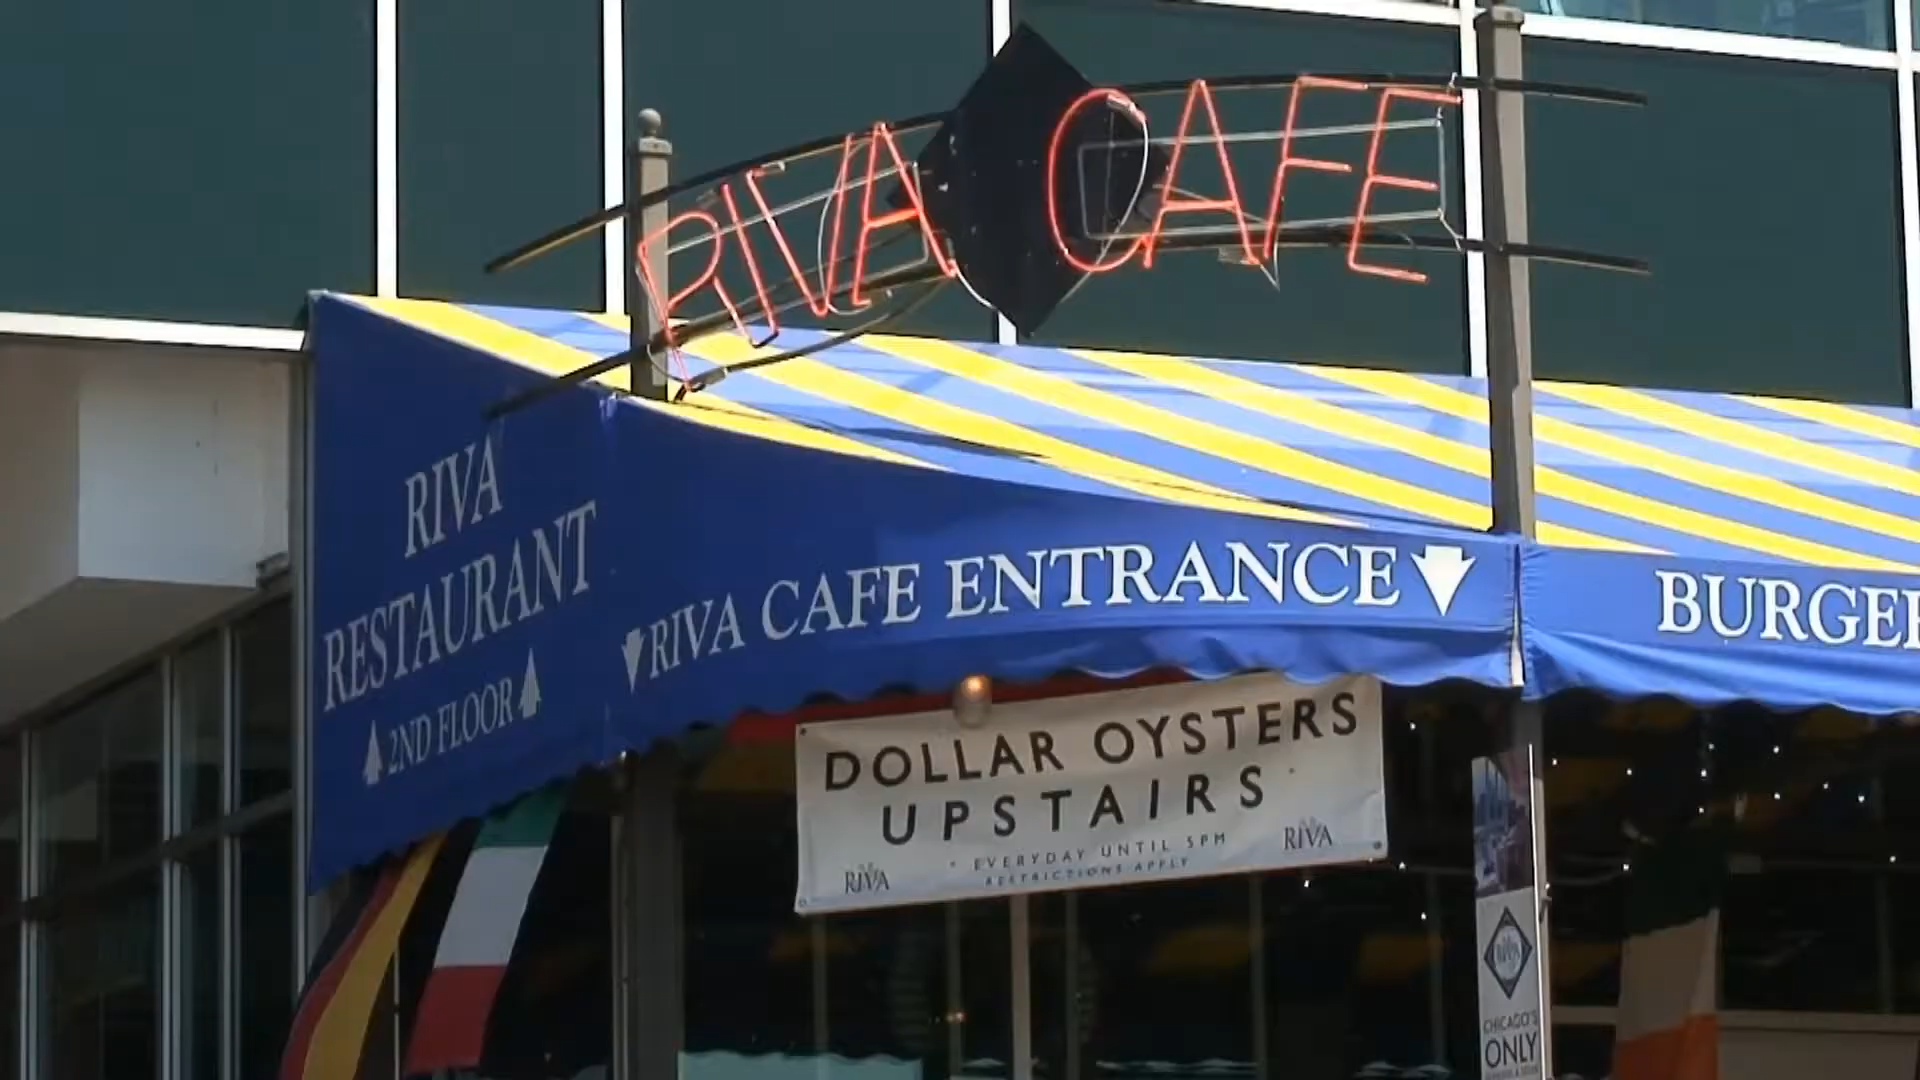 RIVA CAFE
RIVA
RESTAURANT
2ND FLOOR
RIVA CAFE ENTRANCE
DOLLAR OYSTERS
UPSTAIRS *
* EVERYDAY UNTIL 5PM
RESTRICTIONS APPLY
RIVA
RIVA
RIVA
CHICAGO'S
ONLY